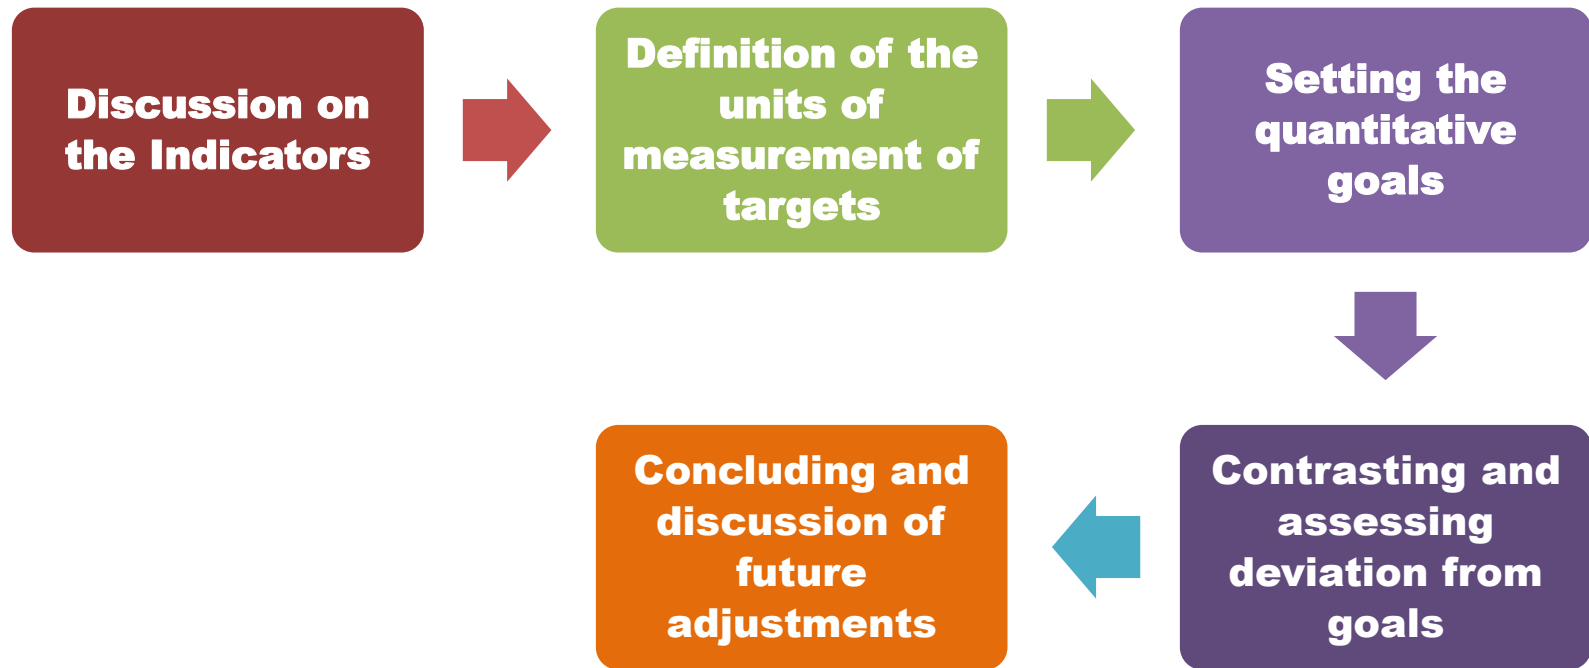 Discussion on
the Indicators
Definition of the
units of
measurement of
targets
Setting the
quantitative
goals
Contrasting and
assessing
deviation from
goals
Concluding and
discussion of
future
adjustments